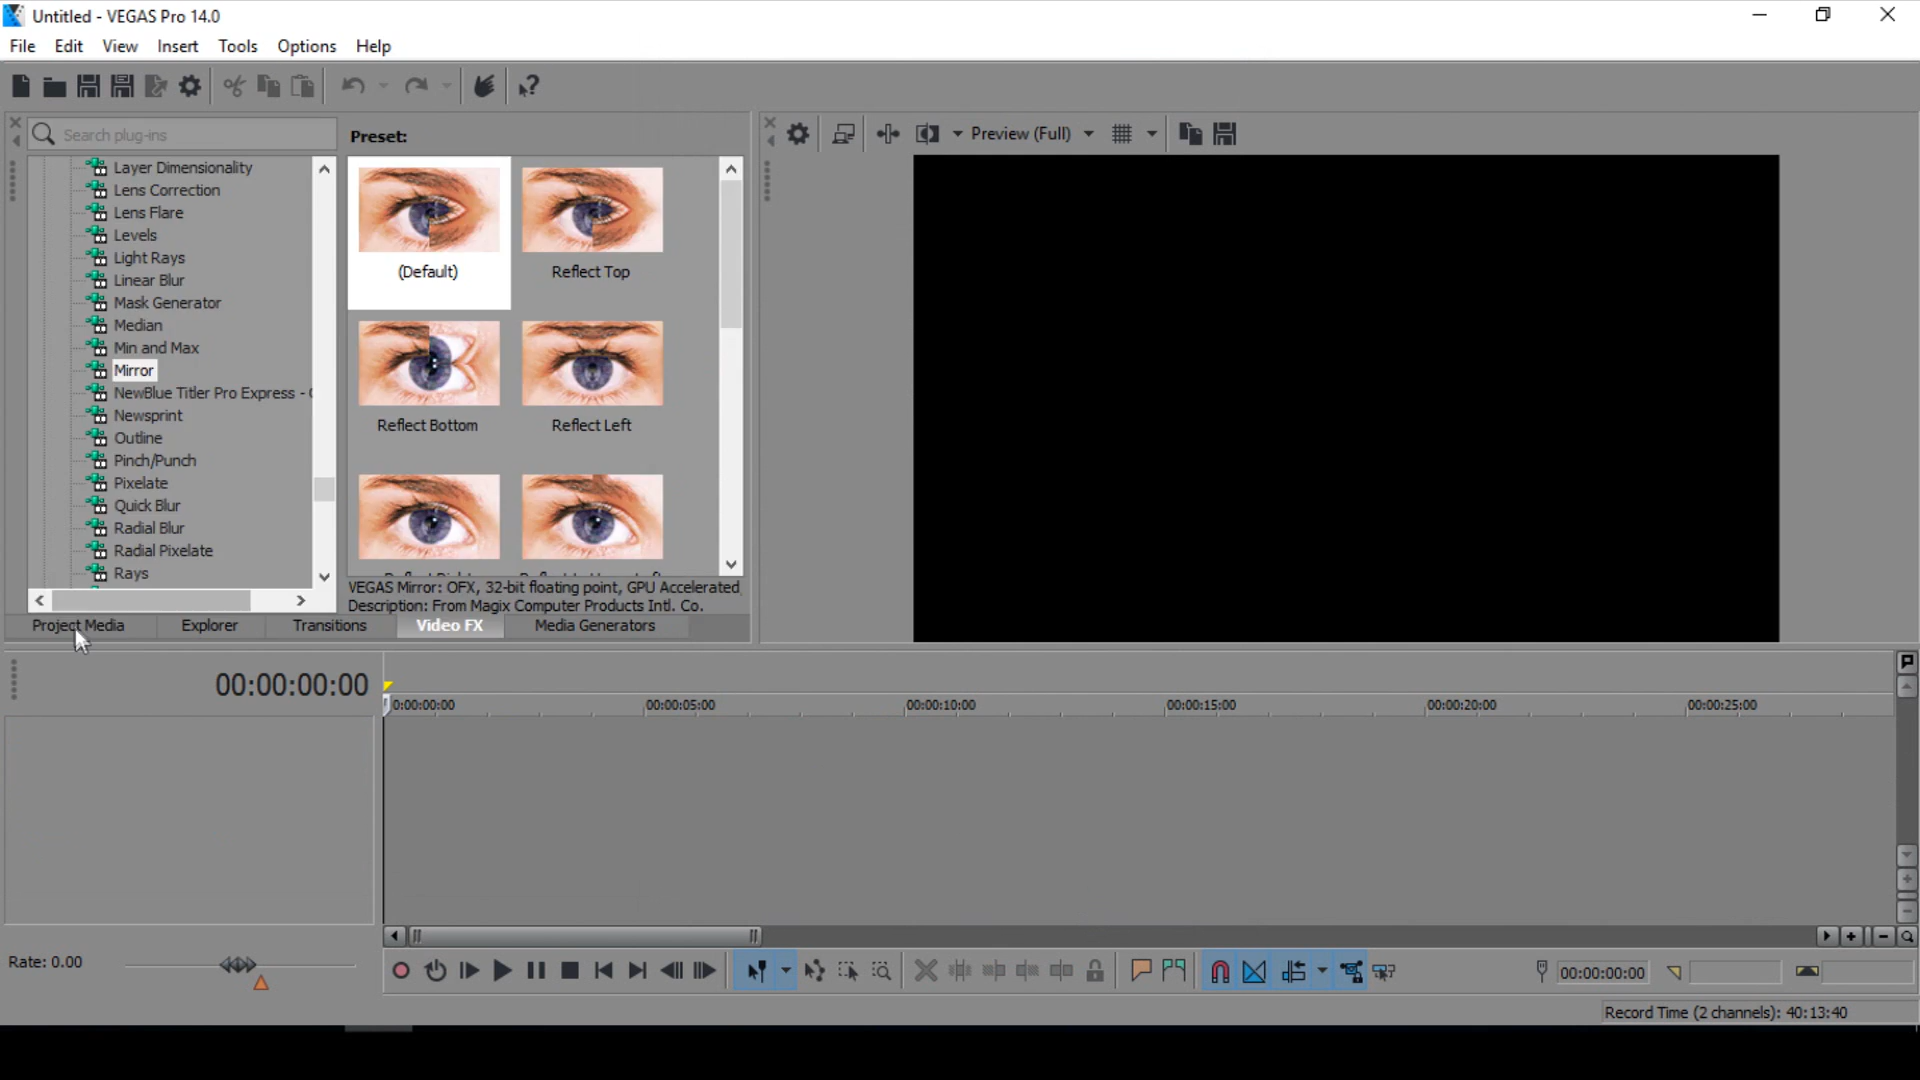 Untitled - VEGAS Pro 14.0
File Edit View Insert Tools Options Help
Search plug-ins
Preset:
Preview (Full)
Layer Dimensionality
Lens Correction
Lens Flare
Levels
Light Rays
Linear Blur
Mask Generator
Median
Min and Max
Mirror
NewBlue Titler Pro Express -
Newsprint
Outline
Pinch/Punch
Pixelate
Quick Blur
Radial Blur
Radial Pixelate
Rays
(Default) Reflect Top
Reflect Bottom Reflect Left
VEGAS Mirror: OFX, 32-bit floating point, GPU Accelerated,
Description: From Magix Computer Products Intl. Co.
Project Media Explorer Transitions Video FX Media Generators
00:00:00:00
0:00:00:00 00:00:05:00 00:00:10:00 00:00:15:00 00:00:20:00 00:00:25:00
Rate: 0.00
00:00:00:00
Record Time (2 channels): 40:13:40